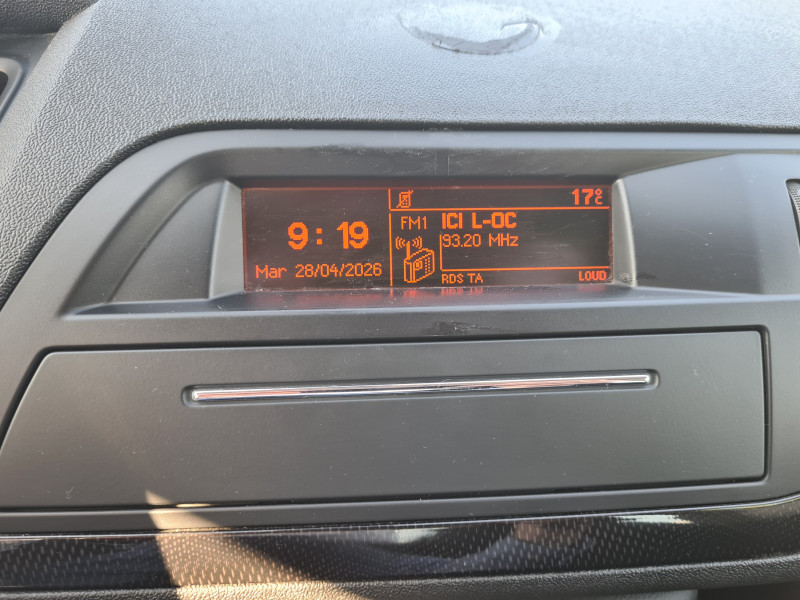 9:19
Mar 28/04/2026
17°C
FM1 ICI L-OC
93.20 MHz
RDS TA
LOUD